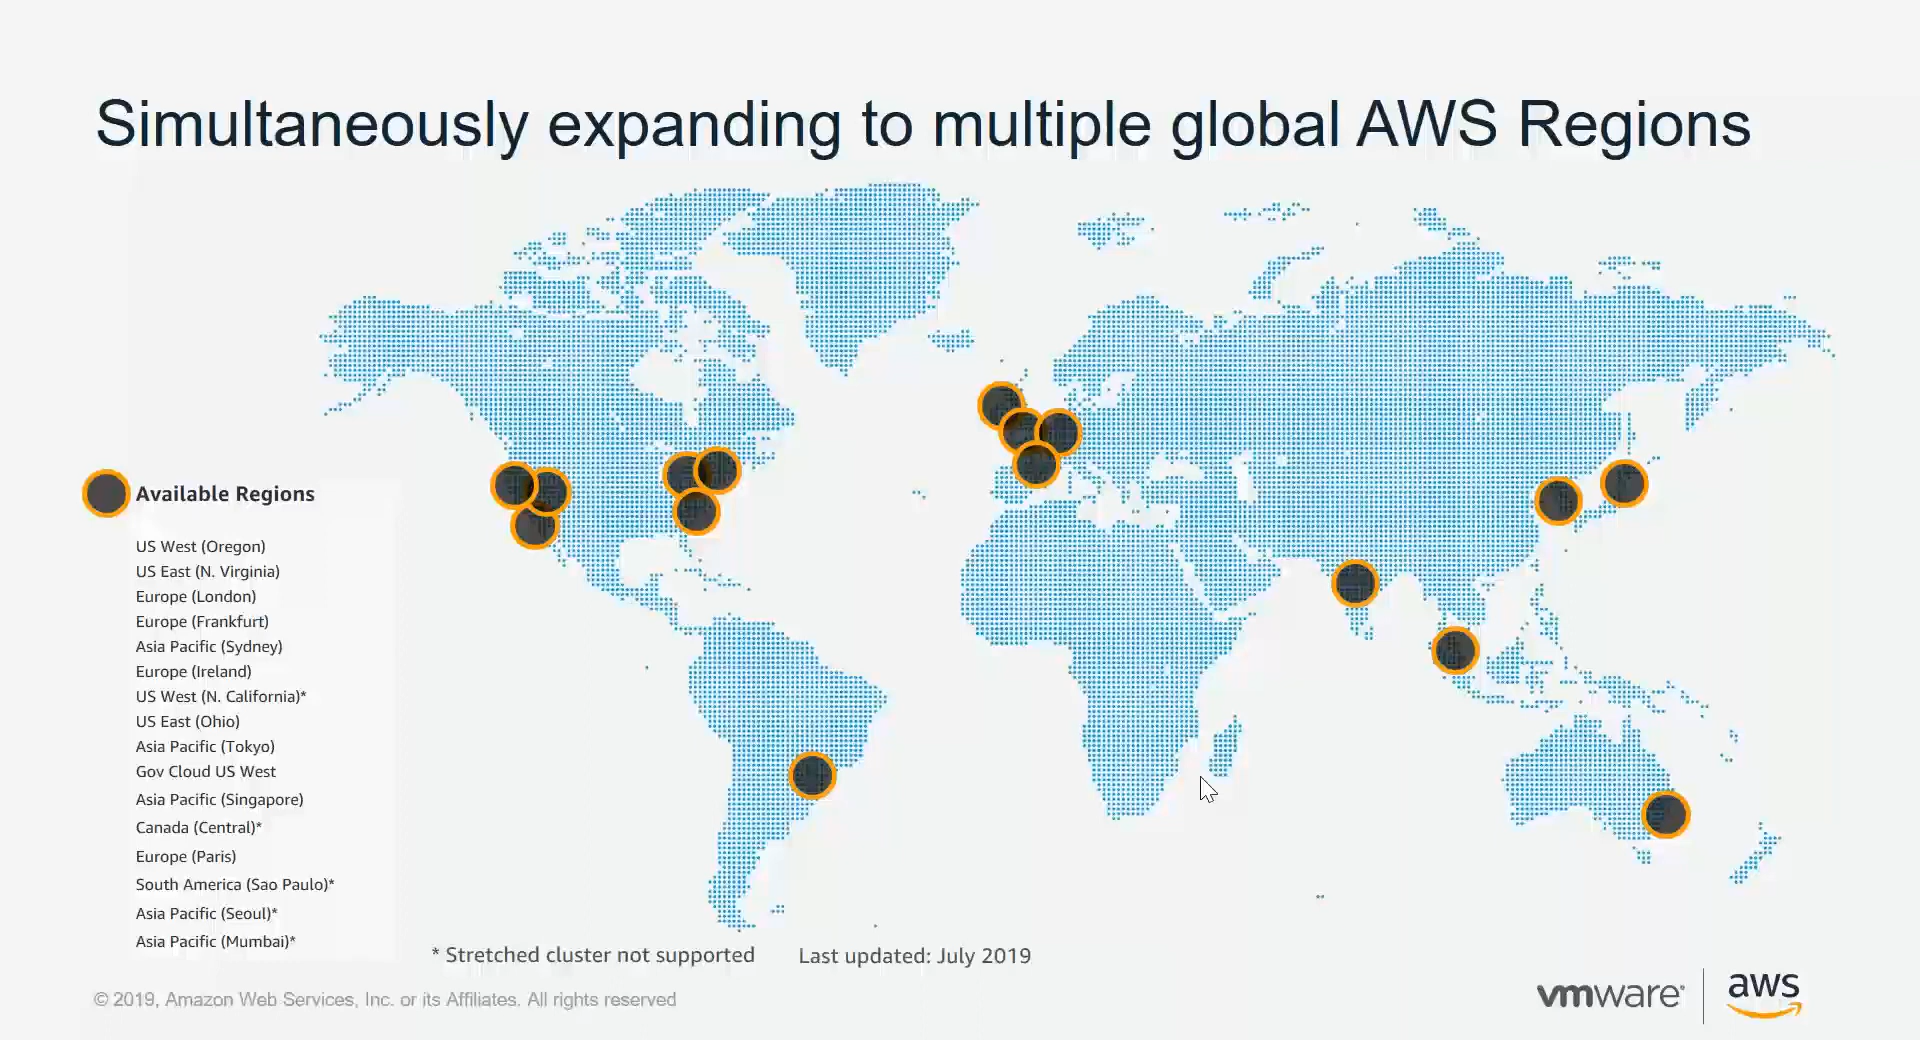 Simultaneously expanding to multiple global AWS Regions
Available Regions
US West (Oregon)
US East (N. Virginia)
Europe (London)
Europe (Frankfurt)
Asia Pacific (Sydney)
Europe (Ireland)
US West (N. California)*
US East (Ohio)
Asia Pacific (Tokyo)
Gov Cloud US West
Asia Pacific (Singapore)
Canada (Central)*
Europe (Paris)
South America (Sao Paulo)*
Asia Pacific (Seoul)*
Asia Pacific (Mumbai)*
* Stretched cluster not supported Last updated: July 2019
© 2019, Amazon Web Services, Inc. or its Affiliates. All rights reserved
vmware® aws